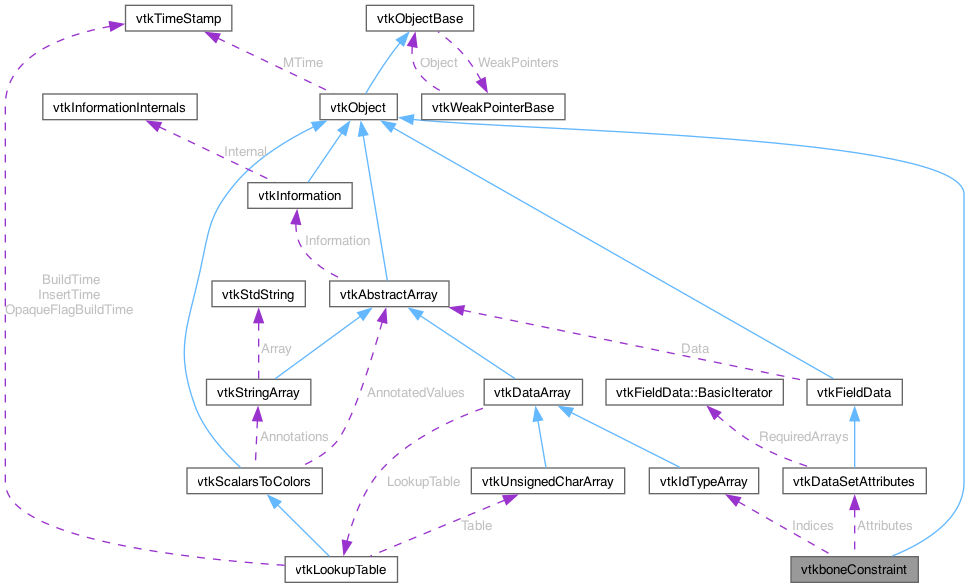 vtkTimeStamp
vtkObjectBase
MTime
Object
WeakPointers
vtkInformationInternals
vtkObject
vtkWeakPointerBase
Internal
vtkInformation
Information
BuildTime
InsertTime
OpaqueFlagBuildTime
vtkStdString
vtkAbstractArray
Array
Data
vtkStringArray
AnnotatedValues
vtkDataArray
vtkFieldData::BasicIterator
vtkFieldData
Annotations
RequiredArrays
vtkScalarsToColors
LookupTable
vtkUnsignedCharArray
vtkIdTypeArray
vtkDataSetAttributes
Table
Indices
Attributes
vtkLookupTable
vtkboneConstraint